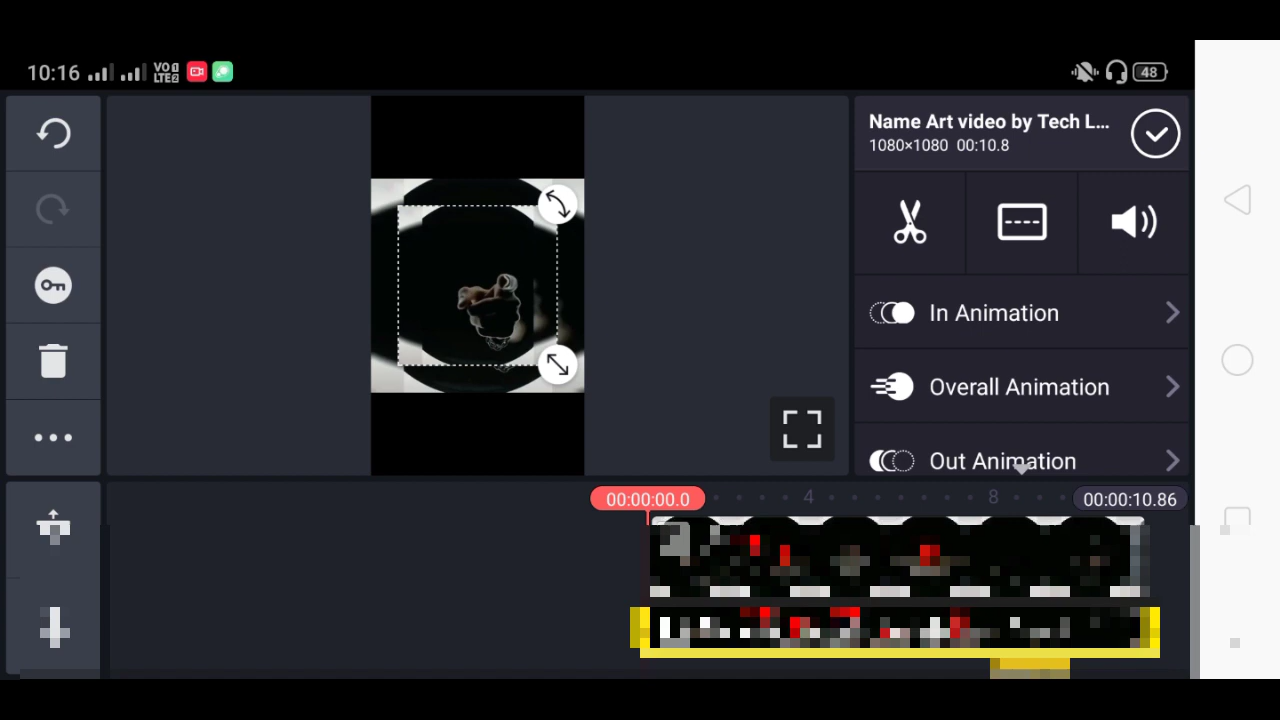 10:16 VO LTE2 48
Name Art video by Tech L...
1080×1080 00:10.8
In Animation
Overall Animation
Out Animation
00:00:00.0 4 8 00:00:10.86